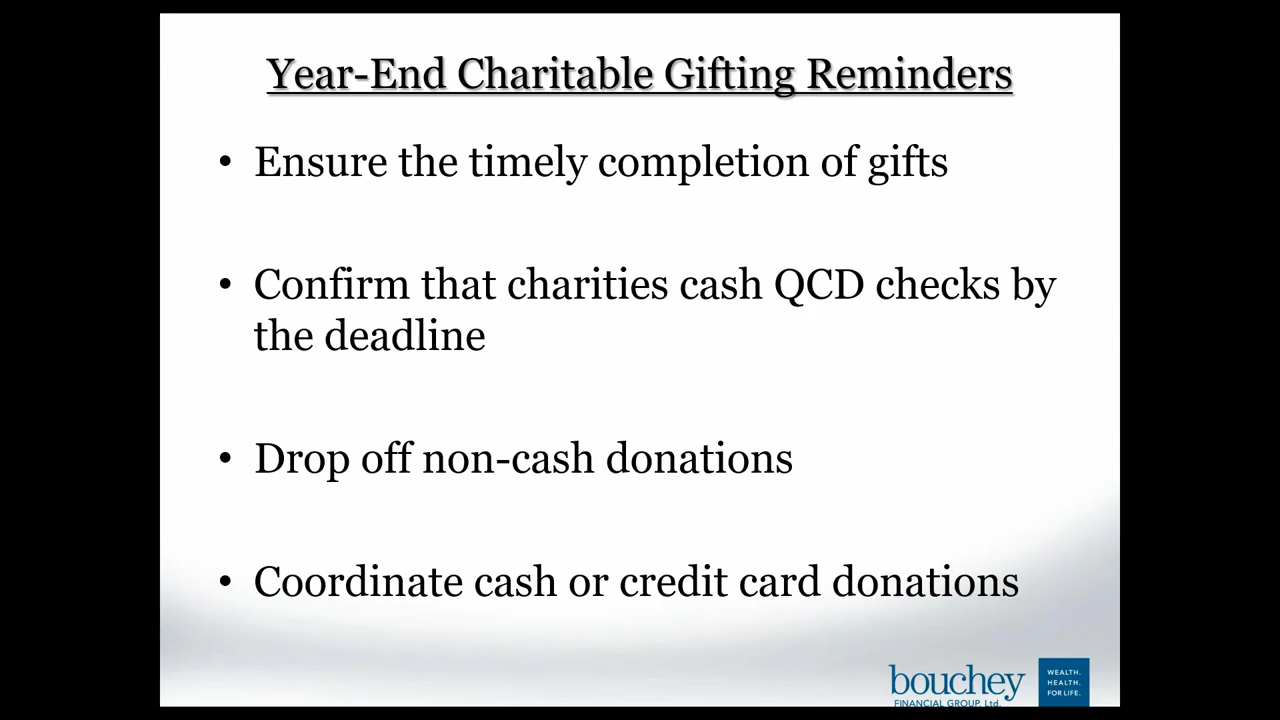 Year-End Charitable Gifting Reminders
• Ensure the timely completion of gifts
• Confirm that charities cash QCD checks by
the deadline
• Drop off non-cash donations
• Coordinate cash or credit card donations
bouchey
FINANCIAL GROUP, Ltd.
WEALTH.
HEALTH.
FOR LIFE.